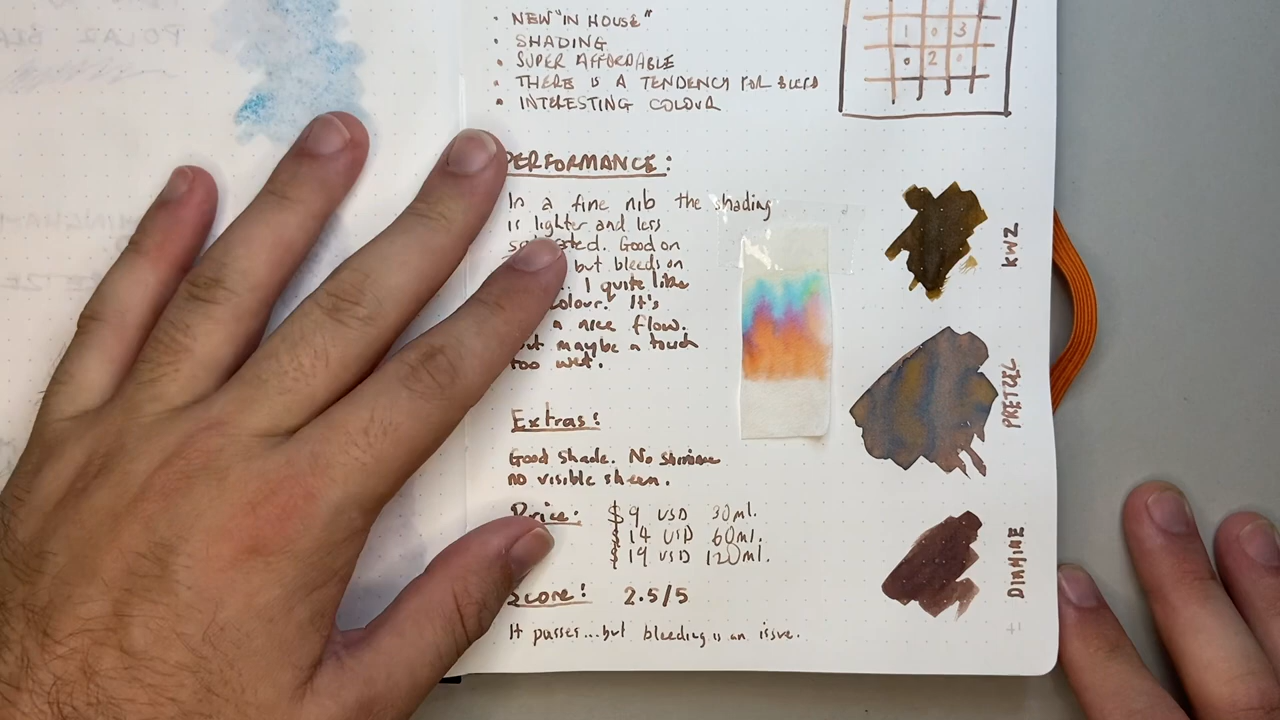 • NEW "IN HOUSE"
• SHADING
• SUPER AFFORDABLE
• THERE IS A TENDENCY FOR BLEED
• INTERESTING COLOUR
1 0 3
0 2 0
PERFORMANCE:
In a fine nib the shading
is lighter and less
Good on
but bleeds on
I quite like
colour. It's
a nice flow.
but maybe a touch
too wet.
Extras:
Good shade. No shimmer
no visible sheen.
Price: $9 USD 30ml.
$14 USD 60ml.
$19 USD 120ml.
Score: 2.5/5
It passes...but bleeding is an issue.
KWZ
PRETZEL
DIAMINE